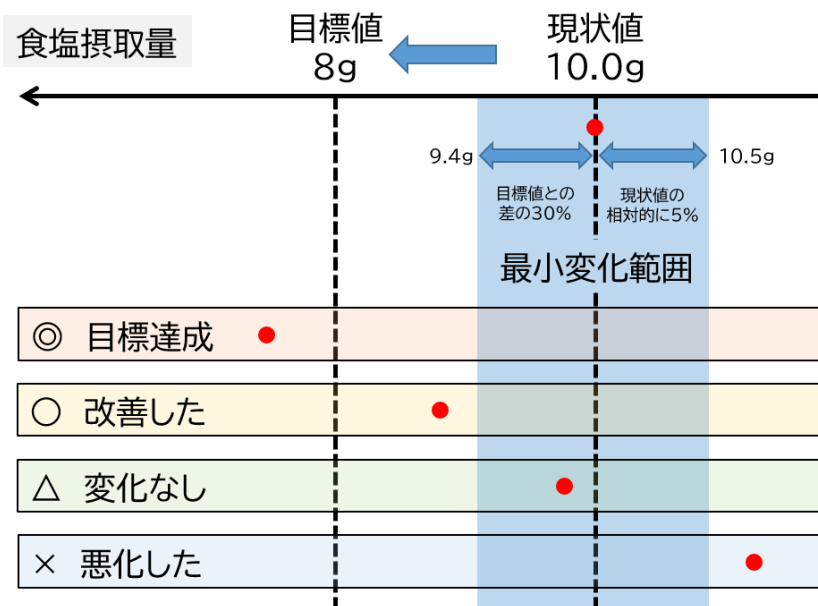 食塩摂取量
目標値
8g
現状値
10.0g
9.4g
10.5g
目標値との
差の30%
現状値の
相対的に5%
最小変化範囲
◎ 目標達成
○ 改善した
△ 変化なし
× 悪化した